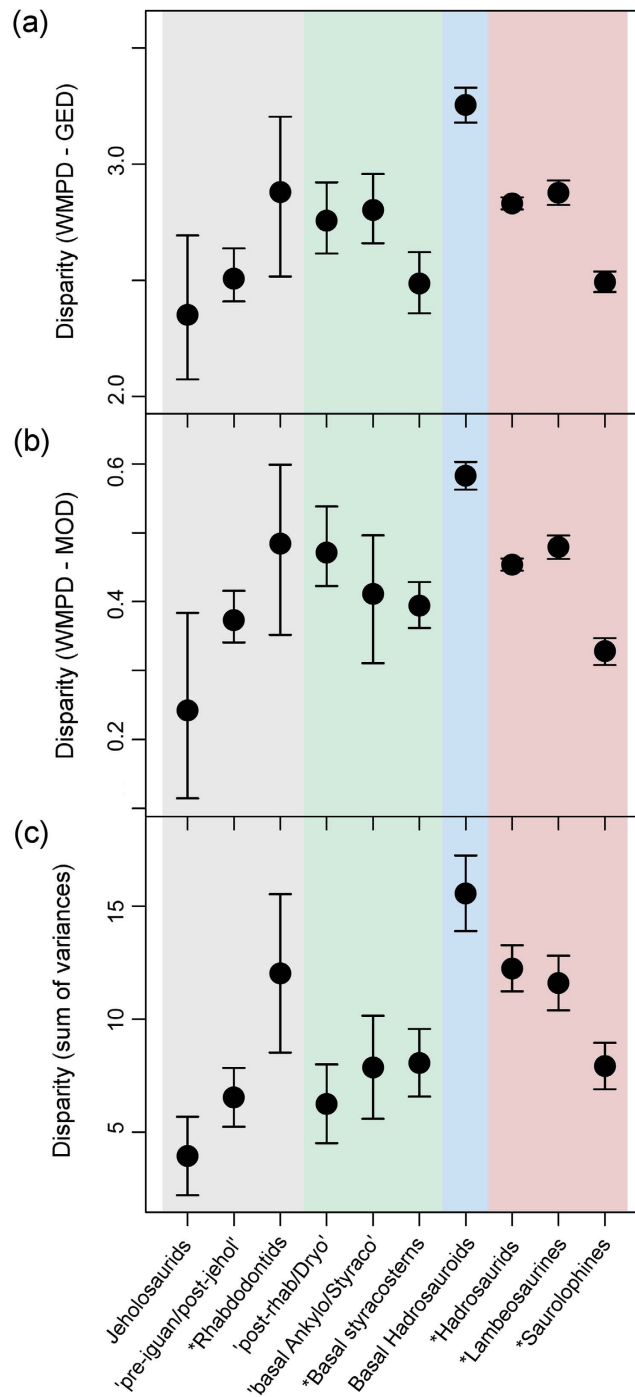 (a)
Disparity (WMPD - GED)
3.0
2.0
(b)
Disparity (WMPD - MOD)
0.6
0.4
0.2
(c)
Disparity (sum of variances)
15
10
5
Jeholosaurids
'pre-iguan/post-jehol'
*Rhabdodontids
'post-rhab/Dryo'
'basal Ankylo/Styraco'
*Basal styracosterns
Basal Hadrosauroids
*Hadrosaurids
*Lambeosaurines
*Saurolophines